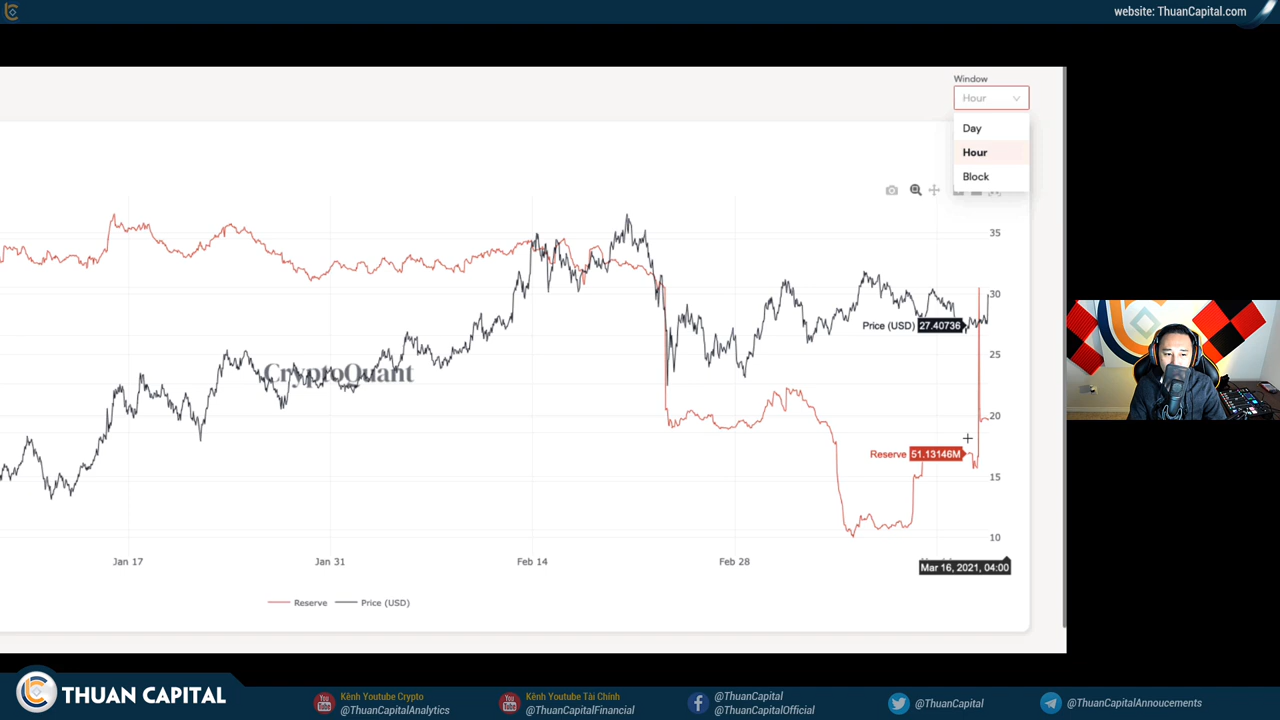 website: ThuanCapital.com
Window
Hour
Day
Hour
Block
35
30
Price (USD) 27.40736
25
CryptoQuant
20
Reserve 51.13146M
15
10
Jan 17
Jan 31
Feb 14
Feb 28
Mar 16, 2021, 04:00
Reserve
Price (USD)
THUAN CAPITAL
Kênh Youtube Crypto
@ThuanCapitalAnalytics
Kênh Youtube Tài Chính
@ThuanCapitalFinancial
@ThuanCapital
@ThuanCapitalOfficial
@ThuanCapital
@ThuanCapitalAnnoucements